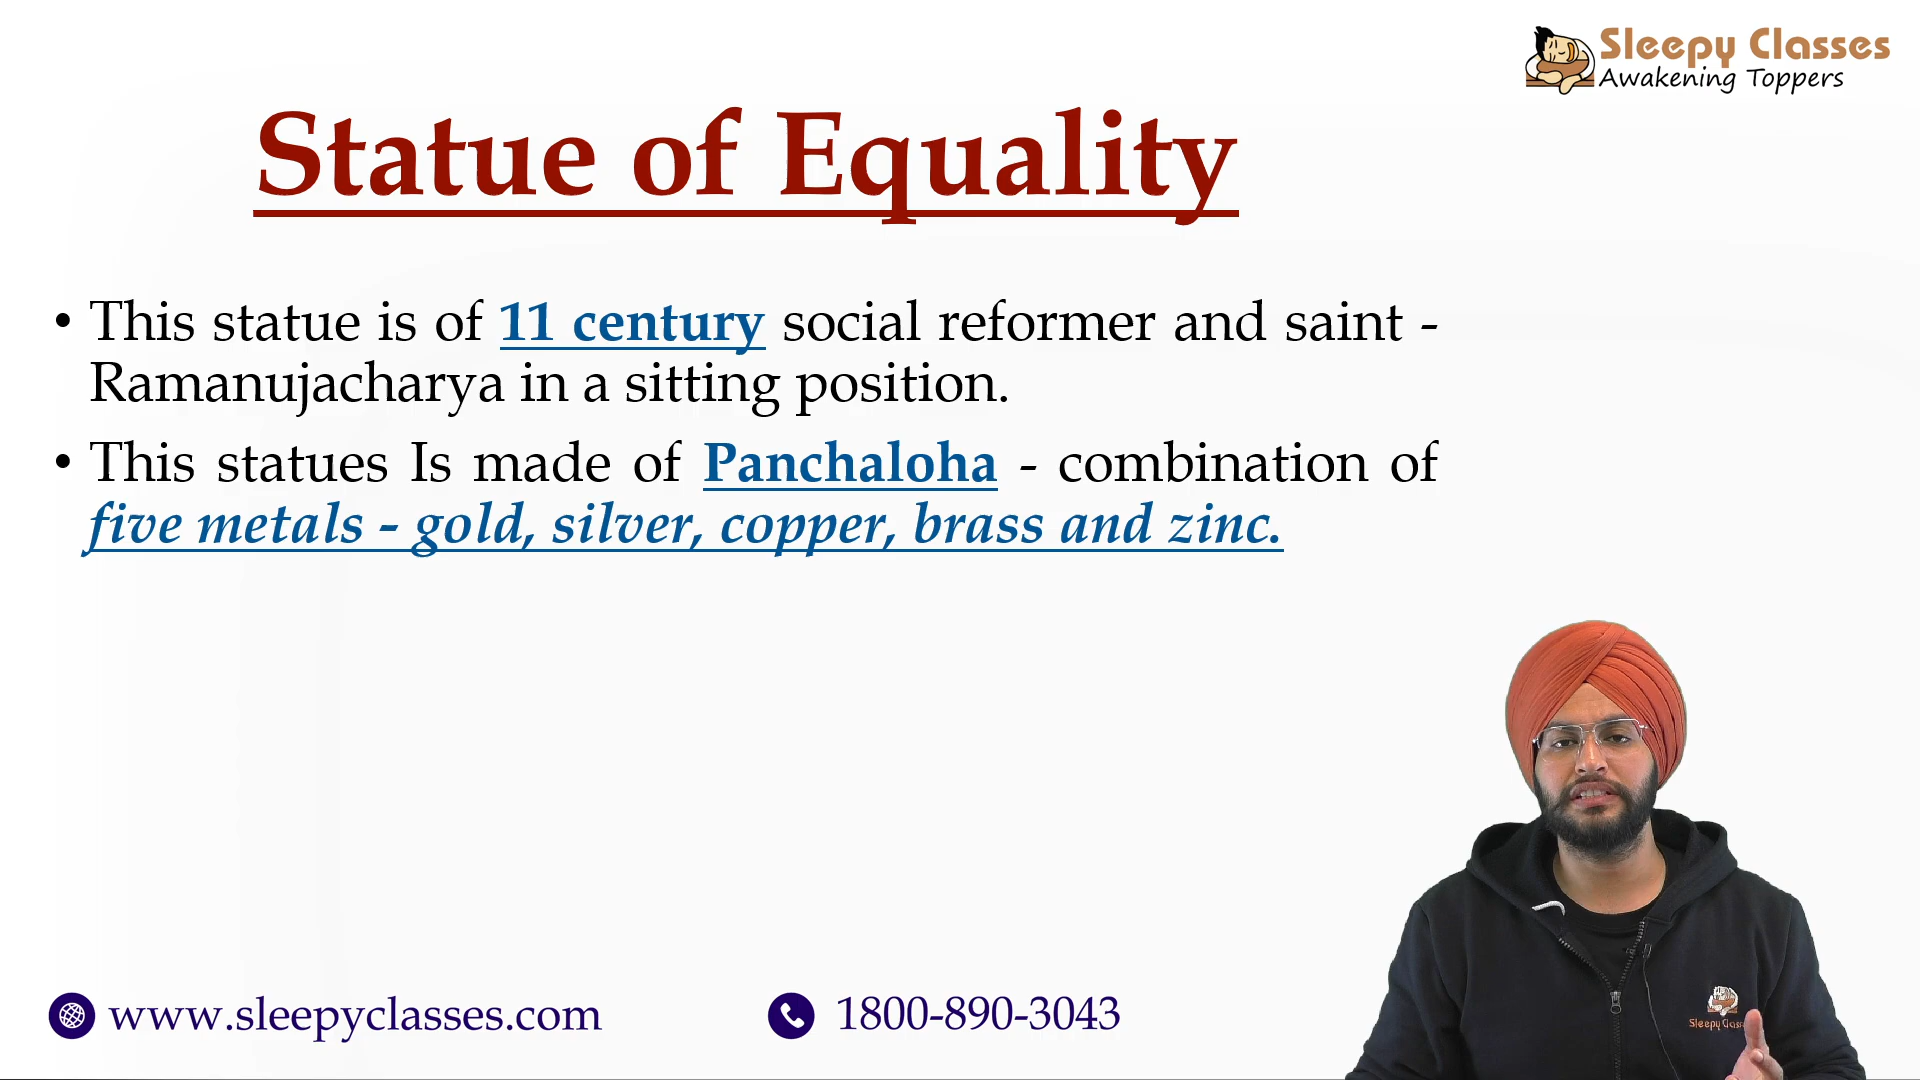 Sleepy Classes
Awakening Toppers
Statue of Equality
• This statue is of 11 century social reformer and saint -
Ramanujacharya in a sitting position.
• This statues Is made of Panchaloha - combination of
five metals - gold, silver, copper, brass and zinc.
www.sleepyclasses.com
1800-890-3043
Sleepy